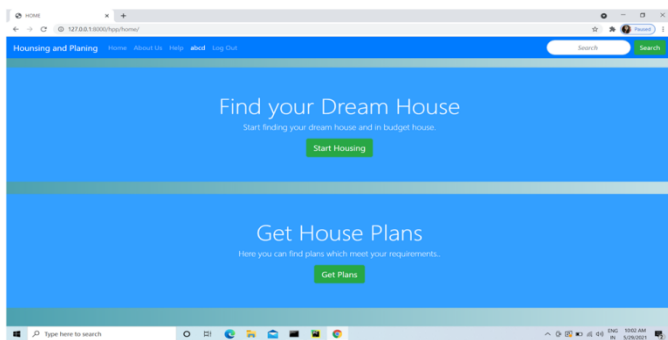 HOME
127.0.0.1:8000/hpp/home/
Paused
Hounsing and Planing Home About Us Help abcd Log Out Search Search
Find your Dream House
Start finding your dream house and in budget house.
Start Housing
Get House Plans
Here you can find plans which meet your requirements..
Get Plans
Type here to search
ENG 10:02 AM
IN 5/29/2021